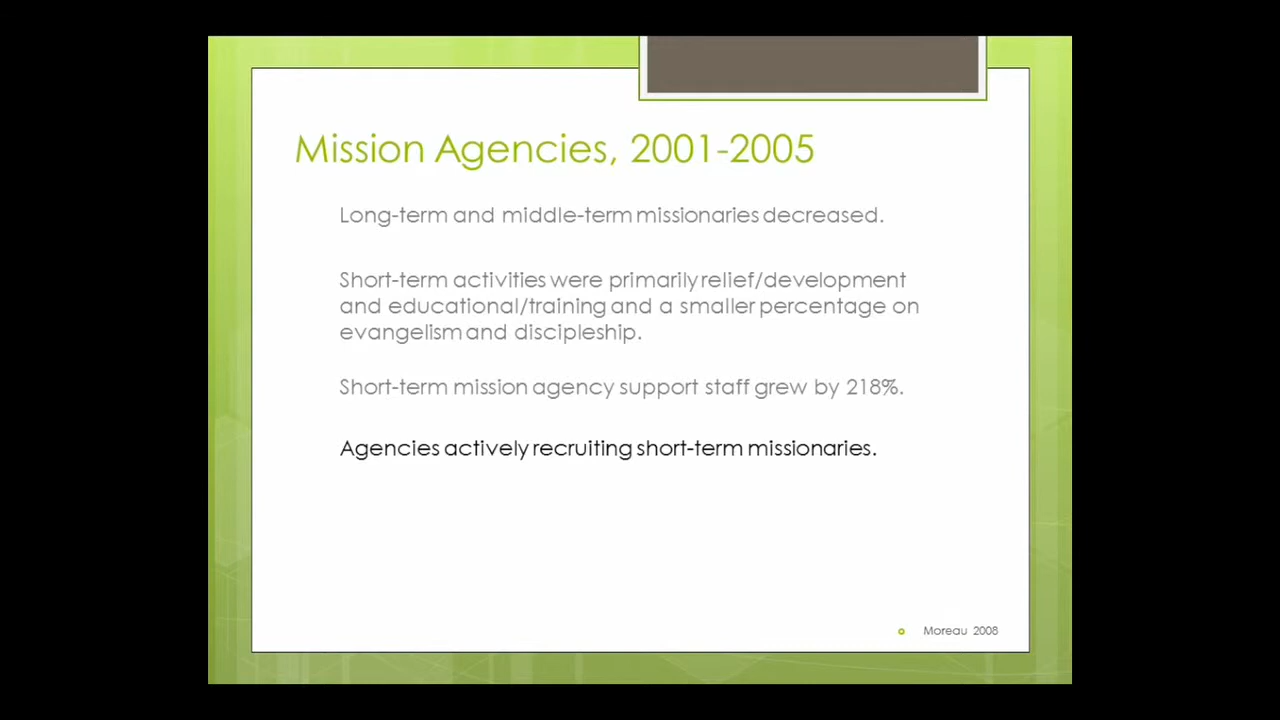 Mission Agencies, 2001-2005
Long-term and middle-term missionaries decreased.
Short-term activities were primarily relief/development
and educational/training and a smaller percentage on
evangelism and discipleship.
Short-term mission agency support staff grew by 218%.
Agencies actively recruiting short-term missionaries.
Moreau 2008